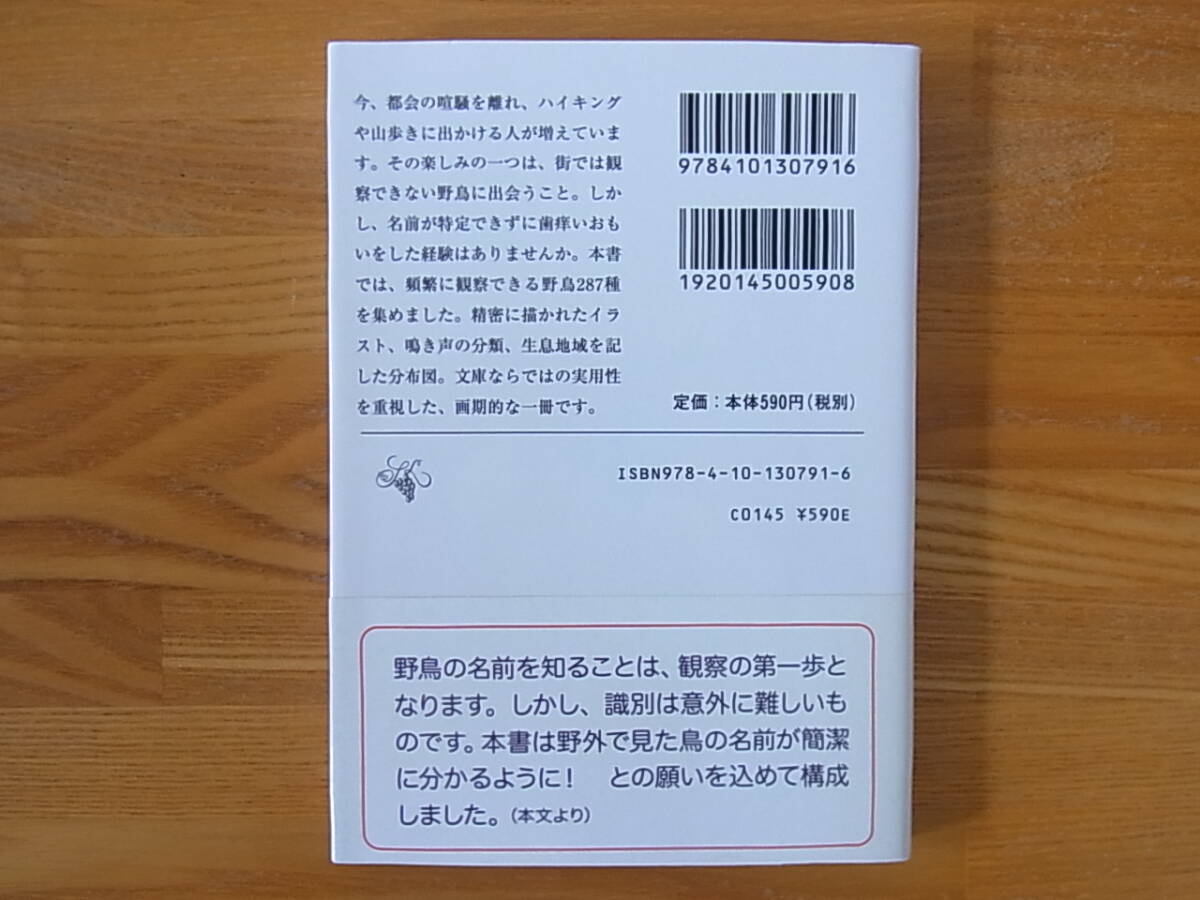 今、都会の喧騒を離れ、ハイキング
や山歩きに出かける人が増えていま
す。その楽しみの一つは、街では観
察できない野鳥に出会うこと。しか
し、名前が特定できずに歯痒いおも
いをした経験はありませんか。本書
では、頻繁に観察できる野鳥287種
を集めました。精密に描かれたイラ
スト、鳴き声の分類、生息地域を記
した分布図。文庫ならではの実用性
を重視した、画期的な一冊です。
9784101307916
1920145005908
定価：本体590円（税別）
ISBN978-4-10-130791-6
C0145 ¥590E
野鳥の名前を知ることは、観察の第一歩と
なります。しかし、識別は意外に難しいも
のです。本書は野外で見た鳥の名前が簡潔
に分かるように！　との願いを込めて構成
しました。（本文より）